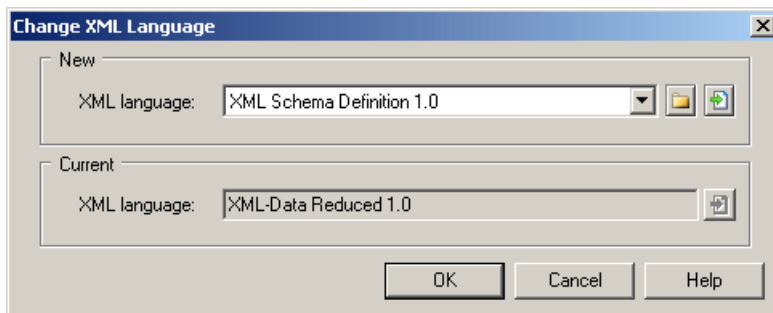 Change XML Language
New
XML language: XML Schema Definition 1.0
Current
XML language: XML-Data Reduced 1.0
OK Cancel Help